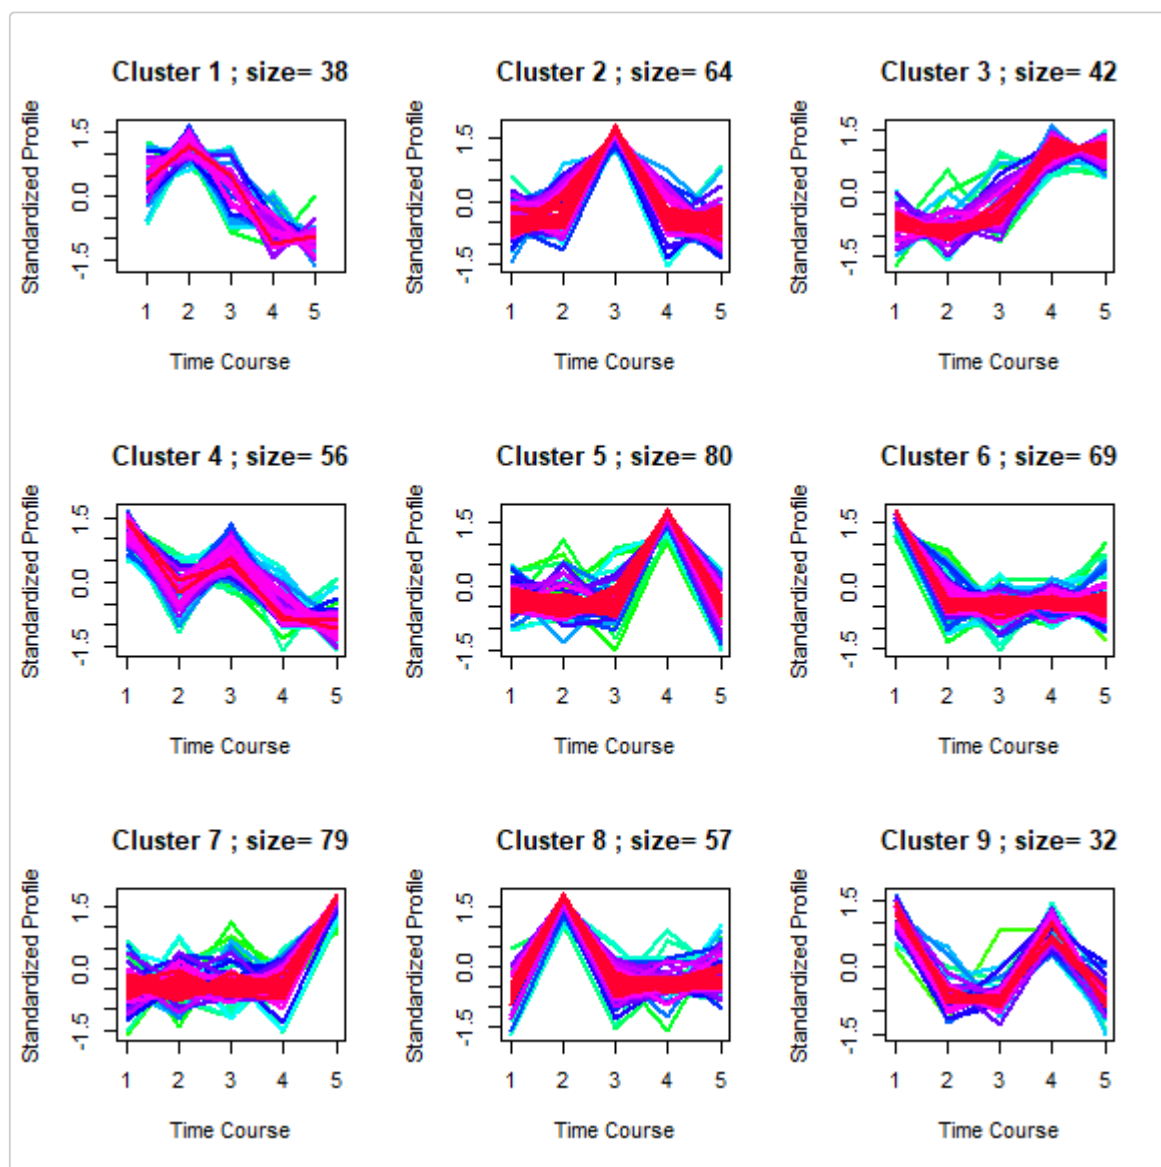 Cluster 1 ; size= 38
Standardized Profile
1.5
0.0
-1.5
1 2 3 4 5
Time Course
Cluster 2 ; size= 64
Standardized Profile
1.5
0.0
-1.5
1 2 3 4 5
Time Course
Cluster 3 ; size= 42
Standardized Profile
1.5
0.0
-1.5
1 2 3 4 5
Time Course
Cluster 4 ; size= 56
Standardized Profile
1.5
0.0
-1.5
1 2 3 4 5
Time Course
Cluster 5 ; size= 80
Standardized Profile
1.5
0.0
-1.5
1 2 3 4 5
Time Course
Cluster 6 ; size= 69
Standardized Profile
1.5
0.0
-1.5
1 2 3 4 5
Time Course
Cluster 7 ; size= 79
Standardized Profile
1.5
0.0
-1.5
1 2 3 4 5
Time Course
Cluster 8 ; size= 57
Standardized Profile
1.5
0.0
-1.5
1 2 3 4 5
Time Course
Cluster 9 ; size= 32
Standardized Profile
1.5
0.0
-1.5
1 2 3 4 5
Time Course